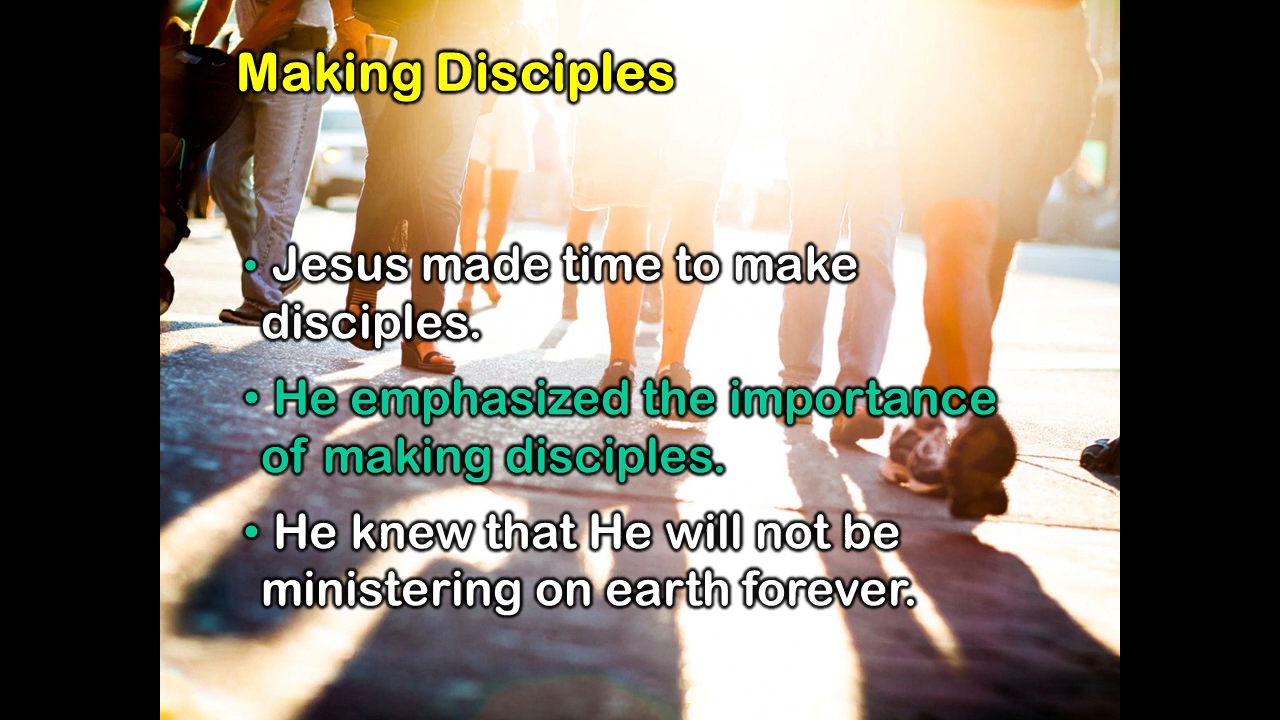 Making Disciples
• Jesus made time to make
disciples.
• He emphasized the importance
of making disciples.
• He knew that He will not be
ministering on earth forever.